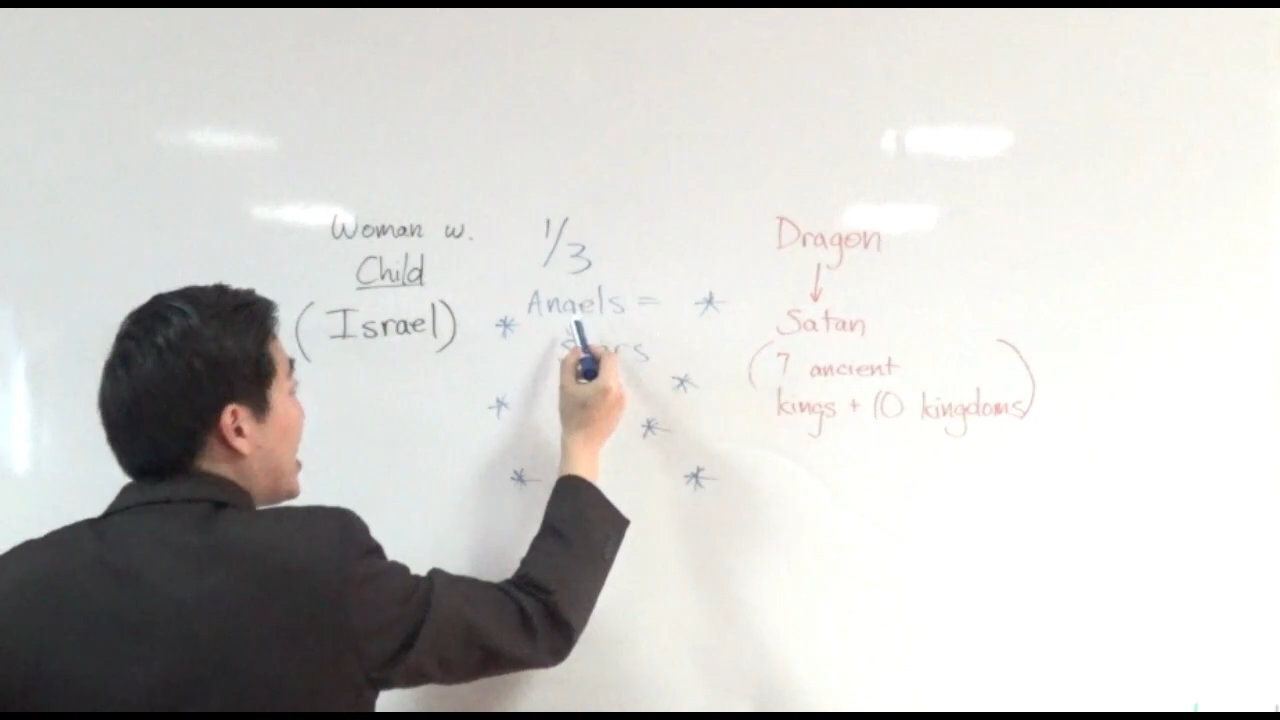 Woman w.
Child
(Israel)
1/3
Angels =
Stars
Dragon
↓
Satan
(7 ancient
kings + 10 kingdoms)